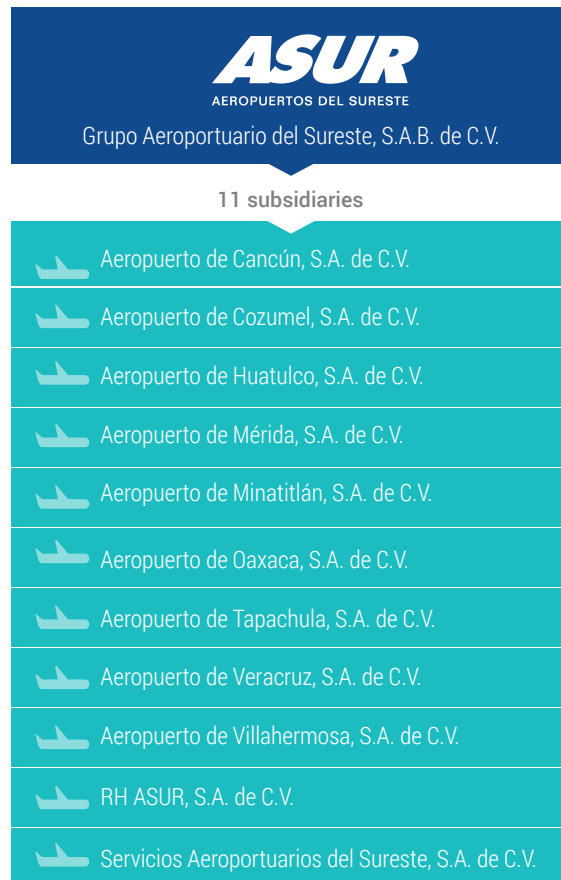 ASUR
AEROPUERTOS DEL SURESTE
Grupo Aeroportuario del Sureste, S.A.B. de C.V.
11 subsidiaries
Aeropuerto de Cancún, S.A. de C.V.
Aeropuerto de Cozumel, S.A. de C.V.
Aeropuerto de Huatulco, S.A. de C.V.
Aeropuerto de Mérida, S.A. de C.V.
Aeropuerto de Minatitlán, S.A. de C.V.
Aeropuerto de Oaxaca, S.A. de C.V.
Aeropuerto de Tapachula, S.A. de C.V.
Aeropuerto de Veracruz, S.A. de C.V.
Aeropuerto de Villahermosa, S.A. de C.V.
RH ASUR, S.A. de C.V.
Servicios Aeroportuarios del Sureste, S.A. de C.V.